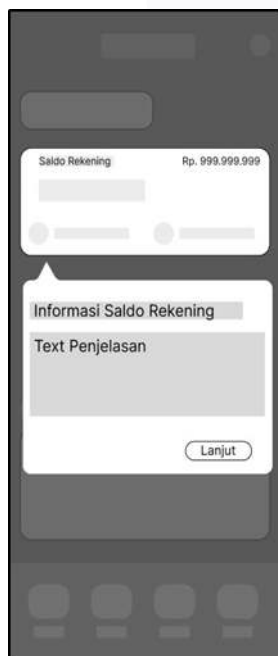 Saldo Rekening Rp. 999.999.999
Informasi Saldo Rekening
Text Penjelasan
Lanjut